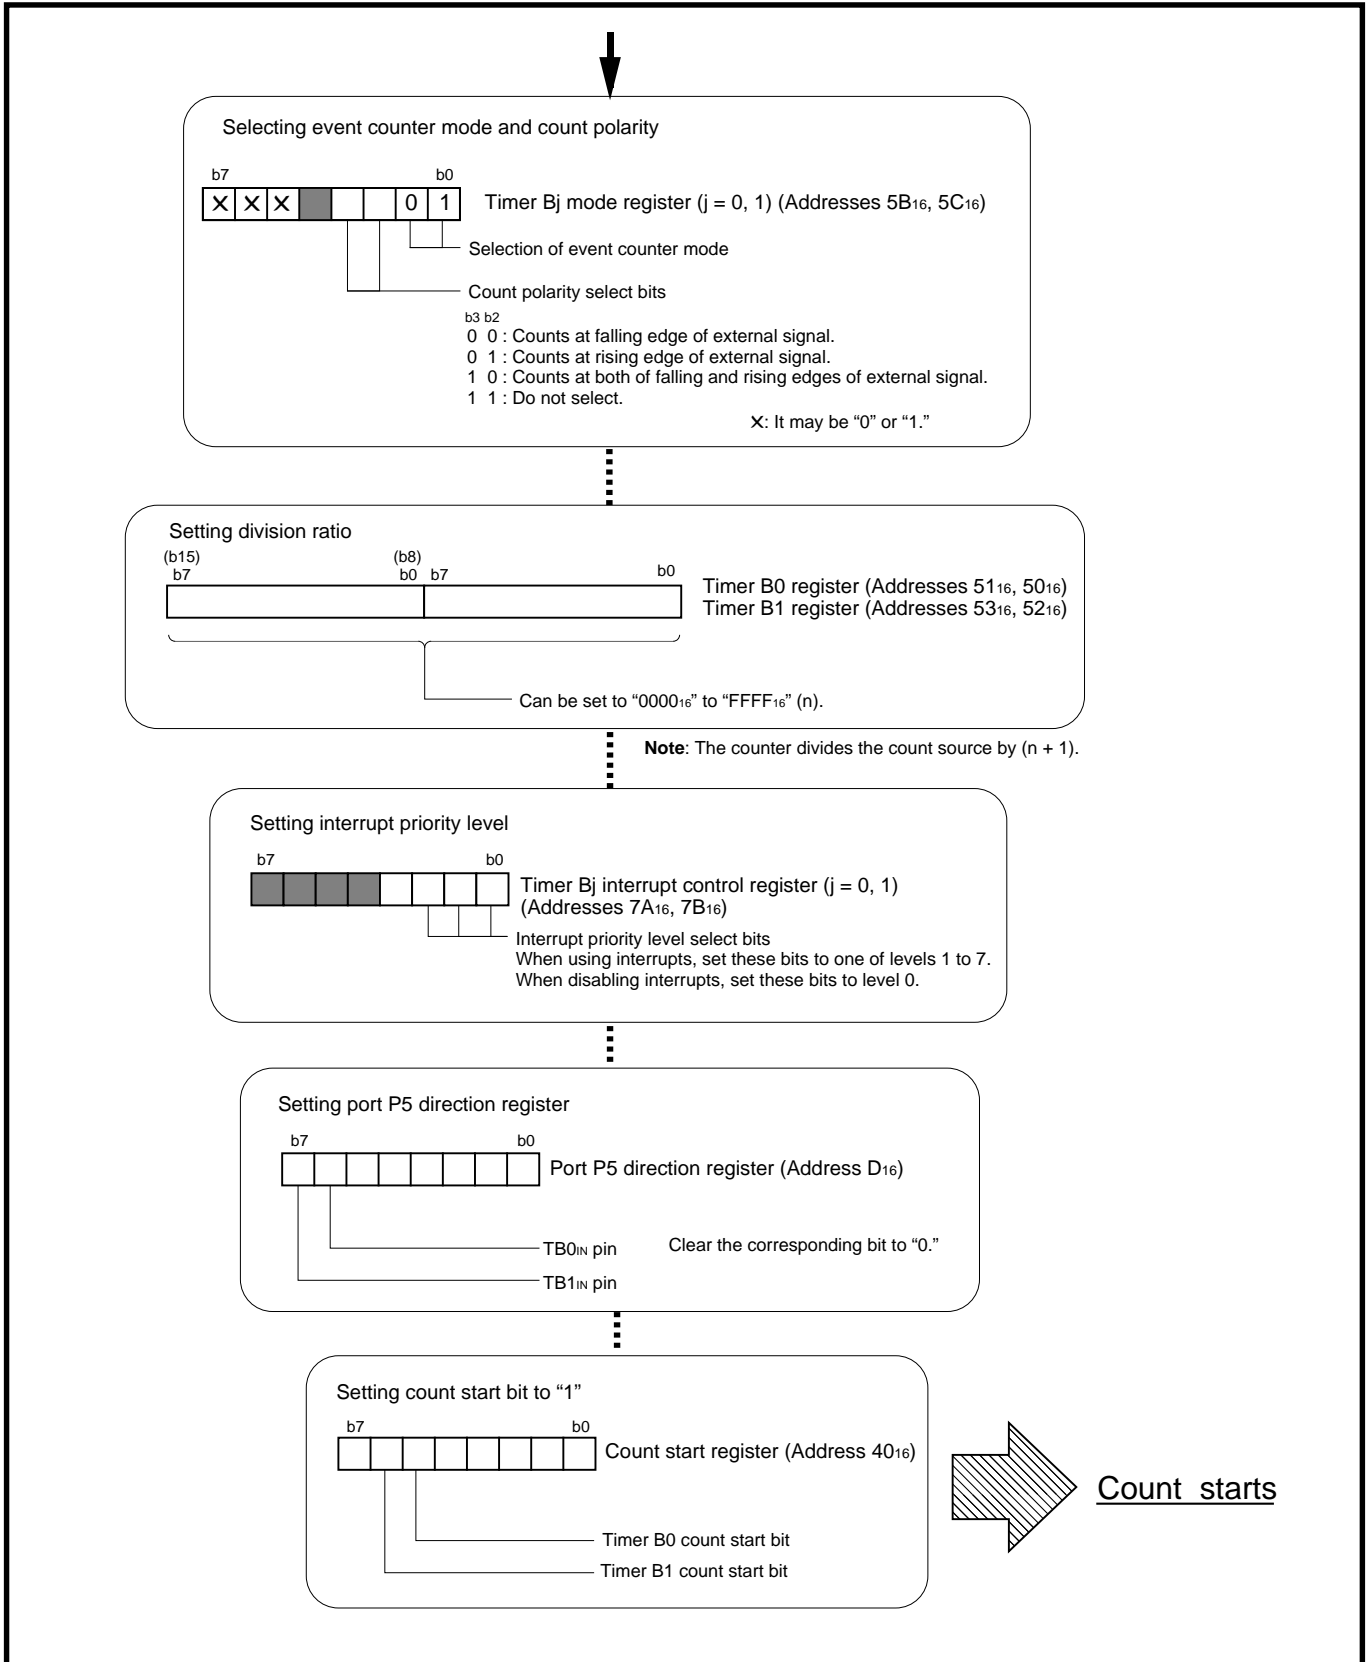 Selecting event counter mode and count polarity
b7 b0
✕ ✕ ✕ 0 1 Timer Bj mode register (j = 0, 1) (Addresses 5B16, 5C16)
Selection of event counter mode
Count polarity select bits
b3 b2
0 0 : Counts at falling edge of external signal.
0 1 : Counts at rising edge of external signal.
1 0 : Counts at both of falling and rising edges of external signal.
1 1 : Do not select.
✕: It may be “0” or “1.”
Setting division ratio
(b15) (b8)
b7 b0 b7 b0
Timer B0 register (Addresses 5116, 5016)
Timer B1 register (Addresses 5316, 5216)
Can be set to “000016” to “FFFF16” (n).
Note: The counter divides the count source by (n + 1).
Setting interrupt priority level
b7 b0
Timer Bj interrupt control register (j = 0, 1)
(Addresses 7A16, 7B16)
Interrupt priority level select bits
When using interrupts, set these bits to one of levels 1 to 7.
When disabling interrupts, set these bits to level 0.
Setting port P5 direction register
b7 b0
Port P5 direction register (Address D16)
TB0IN pin Clear the corresponding bit to “0.”
TB1IN pin
Setting count start bit to “1”
b7 b0
Count start register (Address 4016)
Count starts
Timer B0 count start bit
Timer B1 count start bit